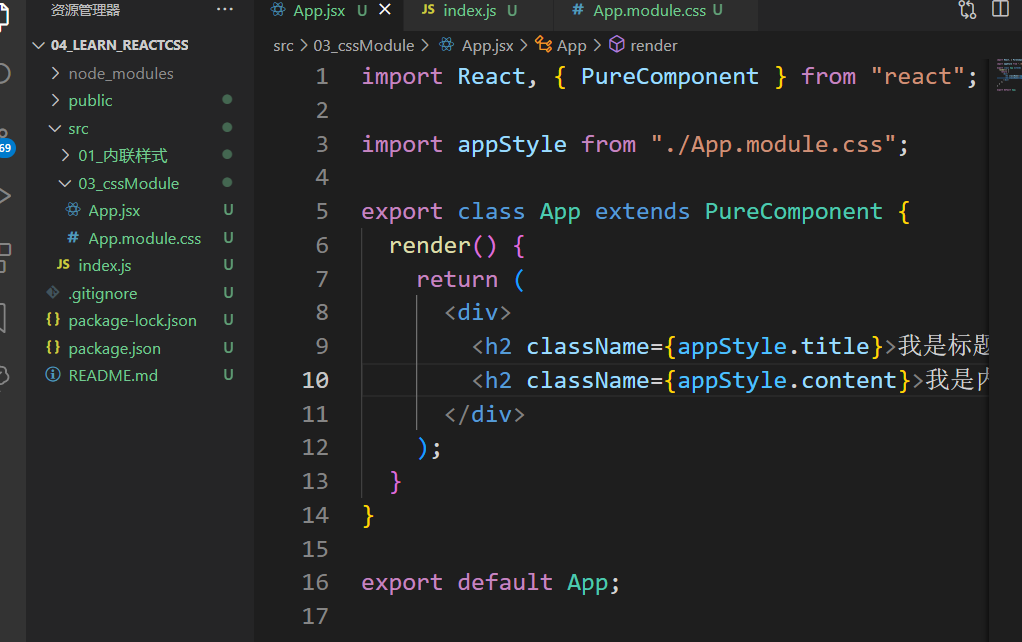 资源管理器 ···
App.jsx U
JS index.js U
# App.module.css U
04_LEARN_REACTCSS
node_modules
public
src
01_内联样式
03_cssModule
App.jsx U
# App.module.css U
JS index.js U
.gitignore U
{} package-lock.json U
{} package.json U
README.md U
69
src > 03_cssModule > App.jsx > App > render
1 import React, { PureComponent } from "react";
2
3 import appStyle from "./App.module.css";
4
5 export class App extends PureComponent {
6 render() {
7 return (
8 <div>
9 <h2 className={appStyle.title}>我是标题
10 <h2 className={appStyle.content}>我是内
11 </div>
12 );
13 }
14 }
15
16 export default App;
17